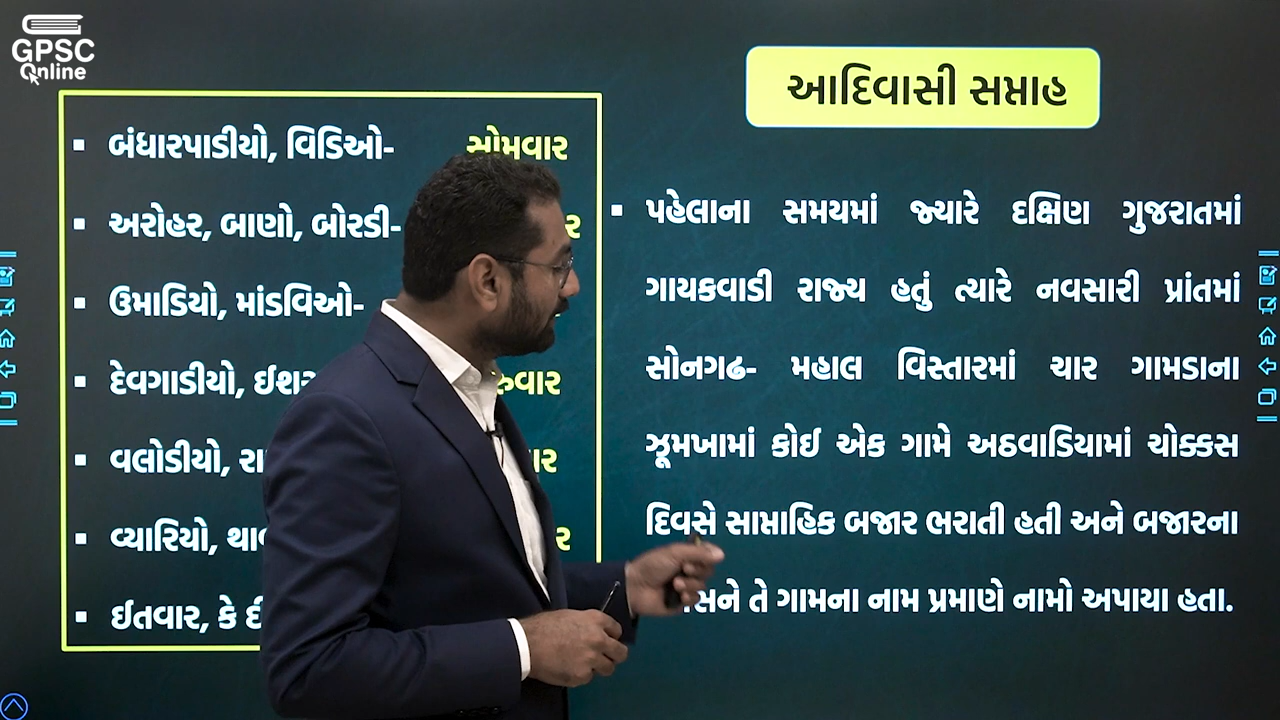 GPSC
Online
આદિવાસી સપ્તાહ
બંધારપાડીયો, વિડિઓ- સોમવાર
અરોહર, બાણો, બોરડી-
ઉમાડિયો, માંડવિઓ-
દેવગાડીયો,
વલોડીયો,
વ્યારિયો,
ઈતવાર, કે
પહેલાના સમયમાં જ્યારે દક્ષિણ ગુજરાતમાં
ગાયકવાડી રાજ્ય હતું ત્યારે નવસારી પ્રાંતમાં
સોનગઢ- મહાલ વિસ્તારમાં ચાર ગામડાના
ઝૂમખામાં કોઈ એક ગામે અઠવાડિયામાં ચોક્કસ
દિવસે સાપ્તાહિક બજાર ભરાતી હતી અને બજારના
તે ગામના નામ પ્રમાણે નામો અપાયા હતા.